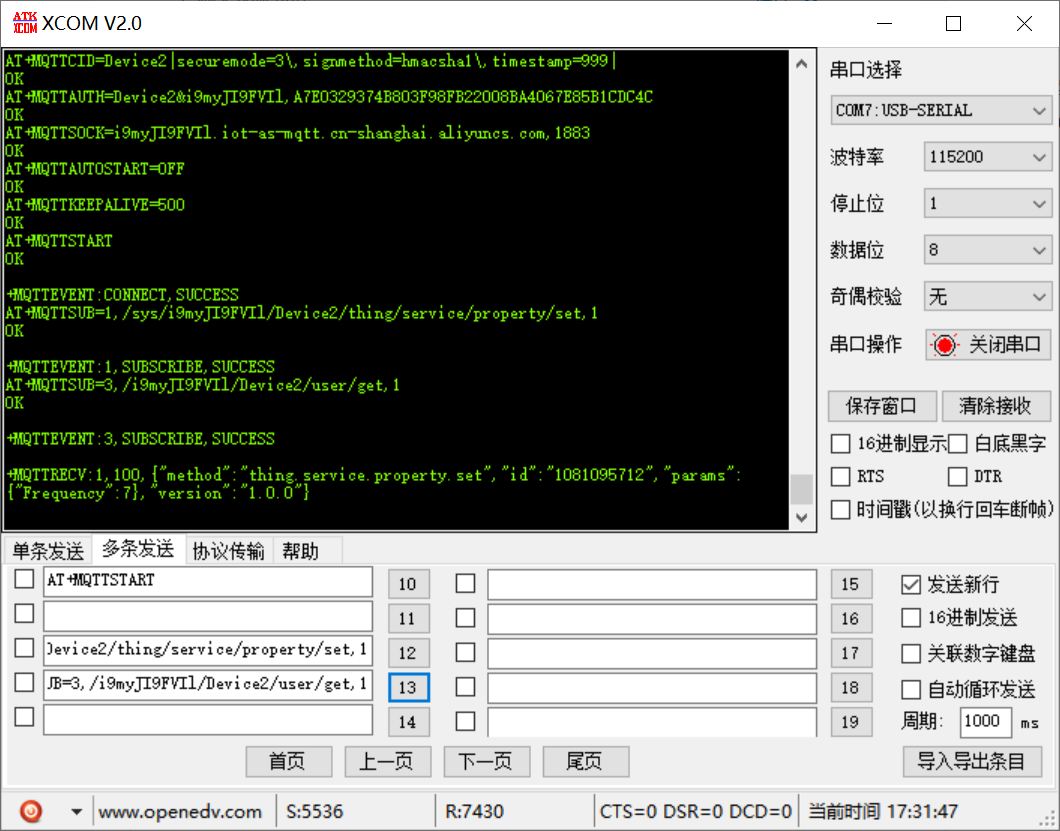 ATK XCOM XCOM V2.0
AT+MQTTCID=Device2|securemode=3\,signmethod=hmacsha1\,timestamp=999|
OK
AT+MQTTAUTH=Device2&i9myJI9FVIl,A7E0329374B803F98FB22008BA4067E85B1CDC4C
OK
AT+MQTTSOCK=i9myJI9FVIl.iot-as-mqtt.cn-shanghai.aliyuncs.com,1883
OK
AT+MQTTAUTOSTART=OFF
OK
AT+MQTTKEEPALIVE=500
OK
AT+MQTTSTART
OK
+MQTTEVENT:CONNECT,SUCCESS
AT+MQTTSUB=1,/sys/i9myJI9FVIl/Device2/thing/service/property/set,1
OK
+MQTTEVENT:1,SUBSCRIBE,SUCCESS
AT+MQTTSUB=3,/i9myJI9FVIl/Device2/user/get,1
OK
+MQTTEVENT:3,SUBSCRIBE,SUCCESS
+MQTTRECV:1,100,{"method":"thing.service.property.set","id":"1081095712","params":
{"Frequency":7},"version":"1.0.0"}
串口选择
COM7:USB-SERIAL
波特率 115200
停止位 1
数据位 8
奇偶校验 无
串口操作 关闭串口
保存窗口 清除接收
16进制显示 白底黑字
RTS DTR
时间戳(以换行回车断帧)
单条发送 多条发送 协议传输 帮助
AT+MQTTSTART 10 15 发送新行
11 16 16进制发送
Device2/thing/service/property/set,1 12 17 关联数字键盘
UB=3,/i9myJI9FVIl/Device2/user/get,1 13 18 自动循环发送
14 19 周期: 1000 ms
首页 上一页 下一页 尾页 导入导出条目
www.openedv.com S:5536 R:7430 CTS=0 DSR=0 DCD=0 当前时间 17:31:47